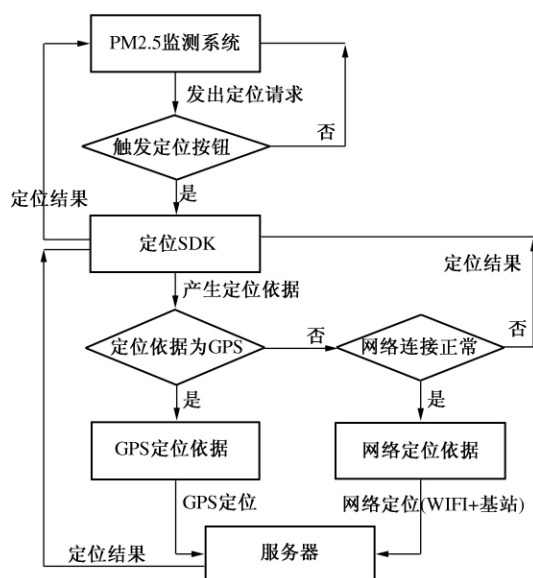 PM2.5监测系统
发出定位请求
否
触发定位按钮
是
定位结果
定位SDK
定位结果
产生定位依据
否
否
定位依据为GPS
网络连接正常
是
是
GPS定位依据
网络定位依据
GPS定位
网络定位(WIFI+基站)
定位结果
服务器